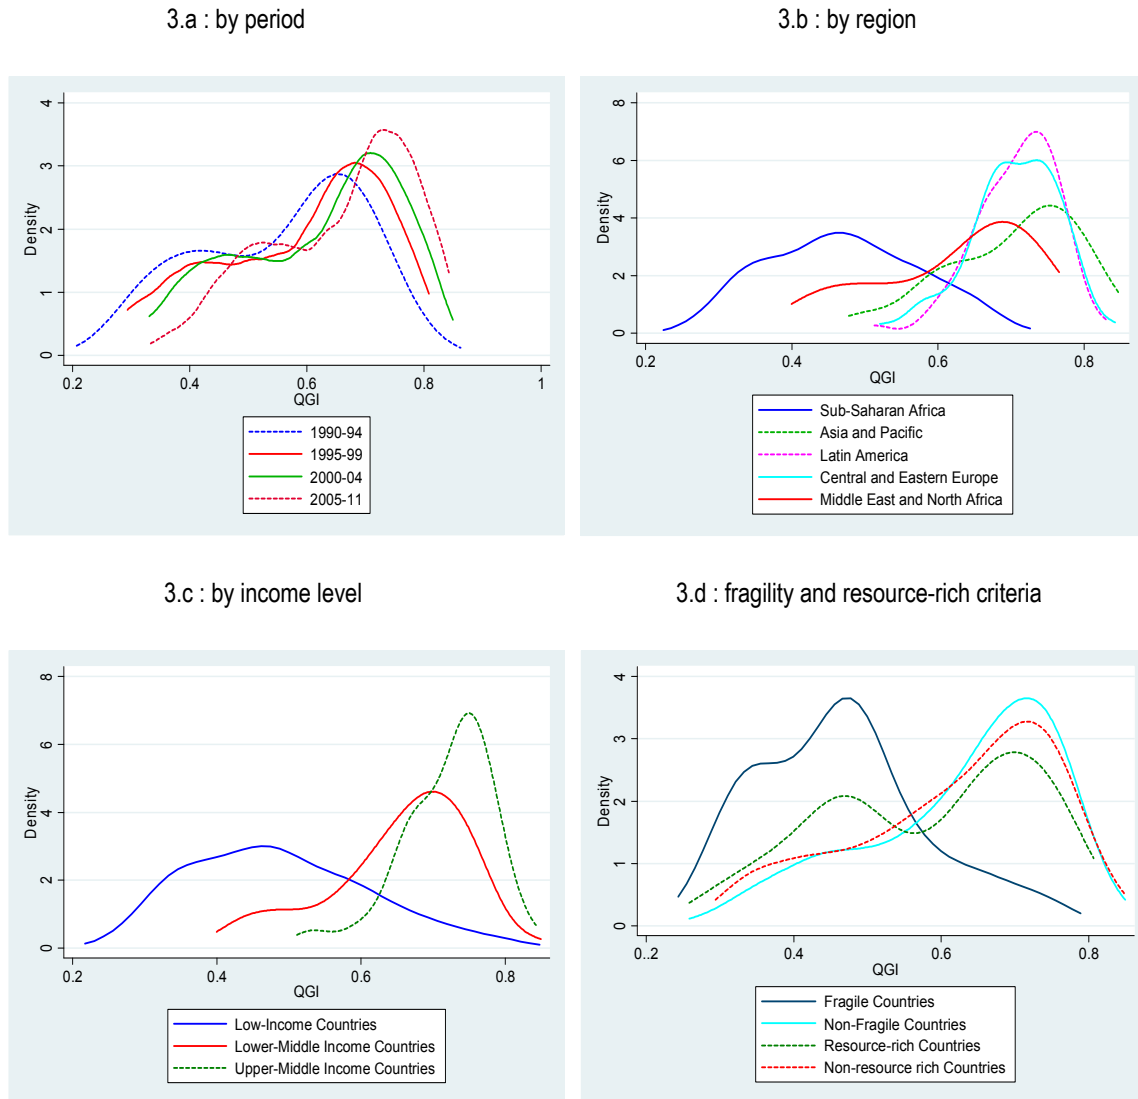 3.a : by period
3.b : by region
4
3
2
1
0
Density
0.2
0.4
0.6
0.8
1
QGI
1990-94
1995-99
2000-04
2005-11
8
6
4
2
0
Density
0.2
0.4
0.6
0.8
QGI
Sub-Saharan Africa
Asia and Pacific
Latin America
Central and Eastern Europe
Middle East and North Africa
3.c : by income level
3.d : fragility and resource-rich criteria
8
6
4
2
0
Density
0.2
0.4
0.6
0.8
QGI
Low-Income Countries
Lower-Middle Income Countries
Upper-Middle Income Countries
4
3
2
1
0
Density
0..2
0.4
0.6
0.8
QGI
Fragile Countries
Non-Fragile Countries
Resource-rich Countries
Non-resource rich Countries